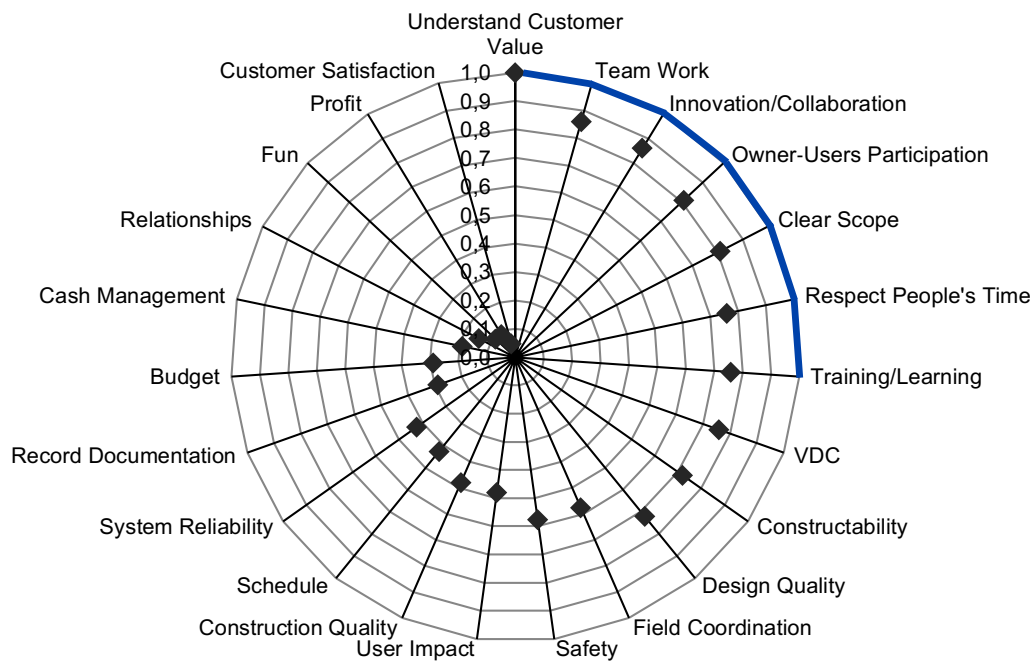 Understand Customer
Value
Customer Satisfaction
Team Work
Profit
Innovation/Collaboration
Fun
Owner-Users Participation
Relationships
Clear Scope
Cash Management
Respect People's Time
Budget
Training/Learning
Record Documentation
VDC
System Reliability
Constructability
Schedule
Design Quality
Construction Quality
Field Coordination
User Impact
Safety
1,0
0,9
0,8
0,7
0,6
0,5
0,4
0,3
0,2
0,1
0,0